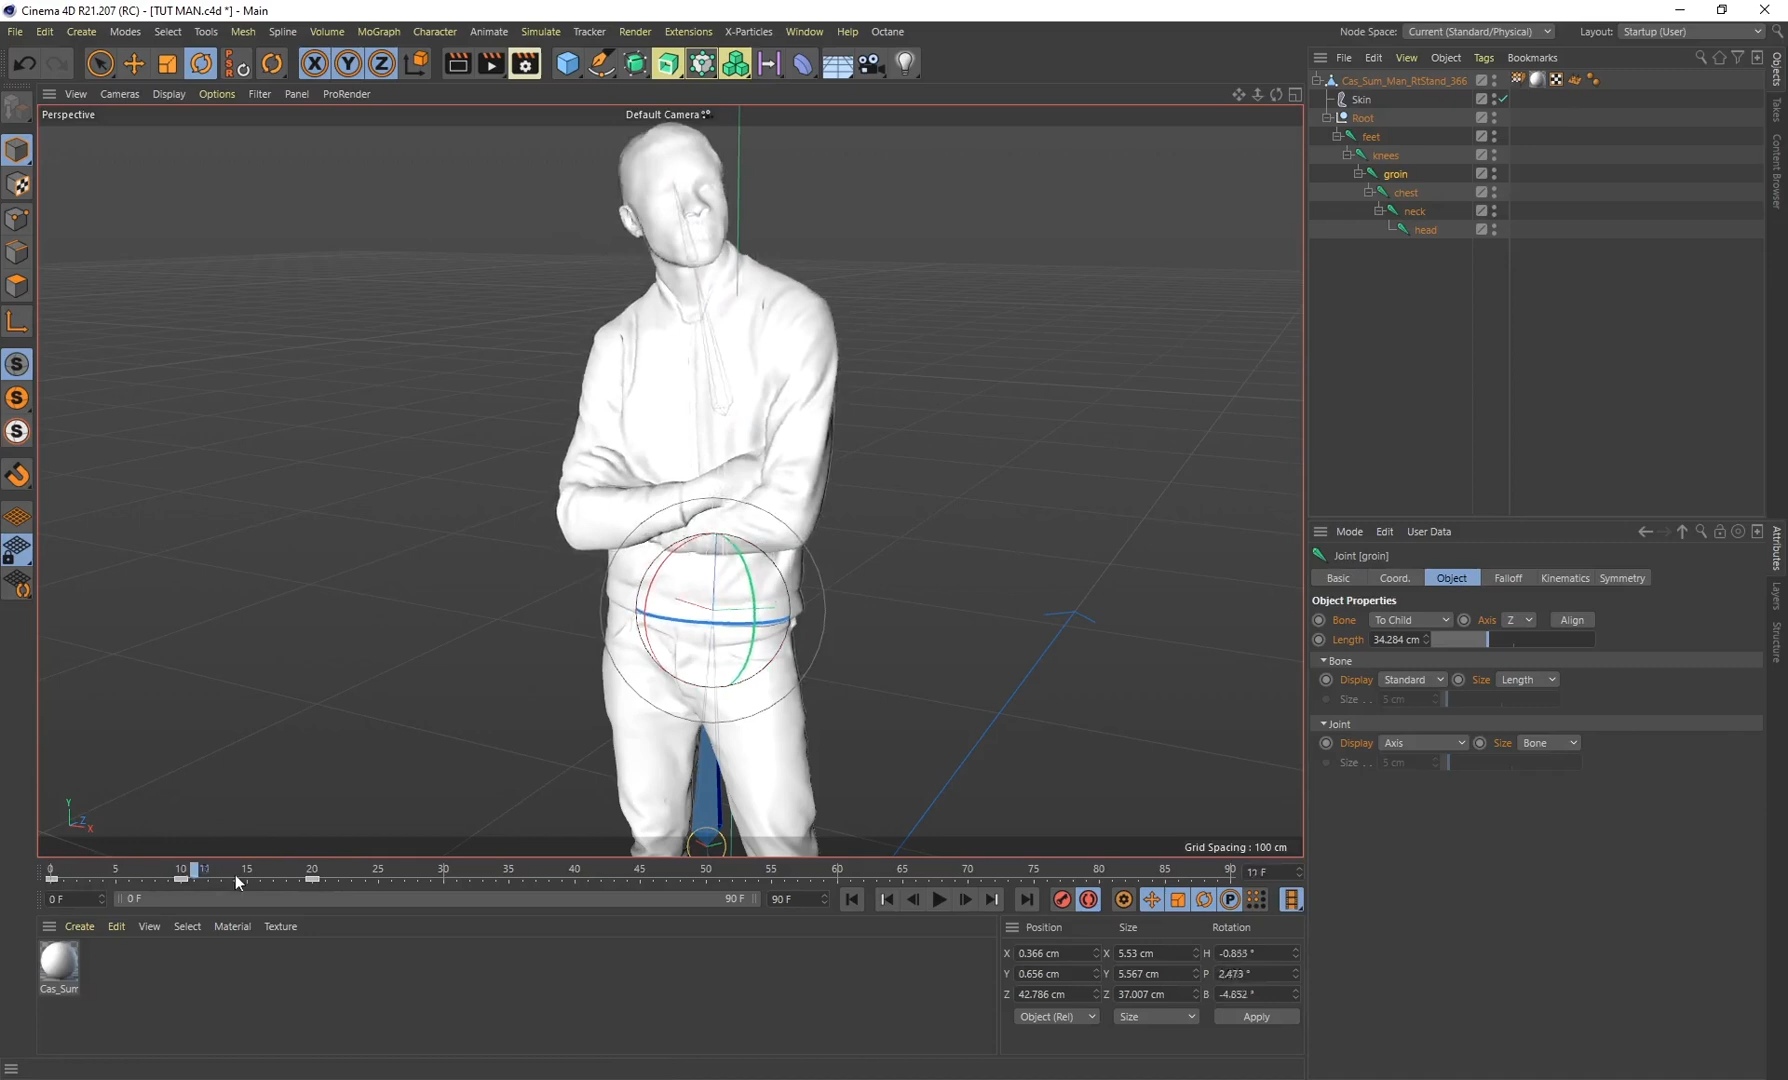 Cinema 4D R21.207 (RC) - [TUT MAN.c4d *] - Main
File Edit Create Modes Select Tools Mesh Spline Volume MoGraph Character Animate Simulate Tracker Render Extensions X-Particles Window Help Octane
Node Space: Current (Standard/Physical) Layout: Startup (User)
X Y Z
File Edit View Object Tags Bookmarks
View Cameras Display Options Filter Panel ProRender
Perspective
Default Camera
Cas_Sum_Man_RtStand_366
Skin
Root
feet
knees
groin
chest
neck
head
Objects
Takes
Content Browser
Mode Edit User Data
Joint [groin]
Basic Coord. Object Falloff Kinematics Symmetry
Object Properties
Bone To Child Axis Z Align
Length 34.284 cm
Bone
Display Standard Size Length
Size . . 5 cm
Joint
Display Axis Size Bone
Size . . 5 cm
Attributes
Layers
Structure
Y
Z
X
Grid Spacing : 100 cm
0 5 10 11 15 20 25 30 35 40 45 50 55 60 65 70 75 80 85 90 11 F
0 F 0 F 90 F 90 F
Create Edit View Select Material Texture
Cas_Sum
Position Size Rotation
X 0.366 cm X 5.53 cm H -0.853 °
Y 0.656 cm Y 5.567 cm P 2.473 °
Z 42.786 cm Z 37.007 cm B -4.852 °
Object (Rel) Size Apply